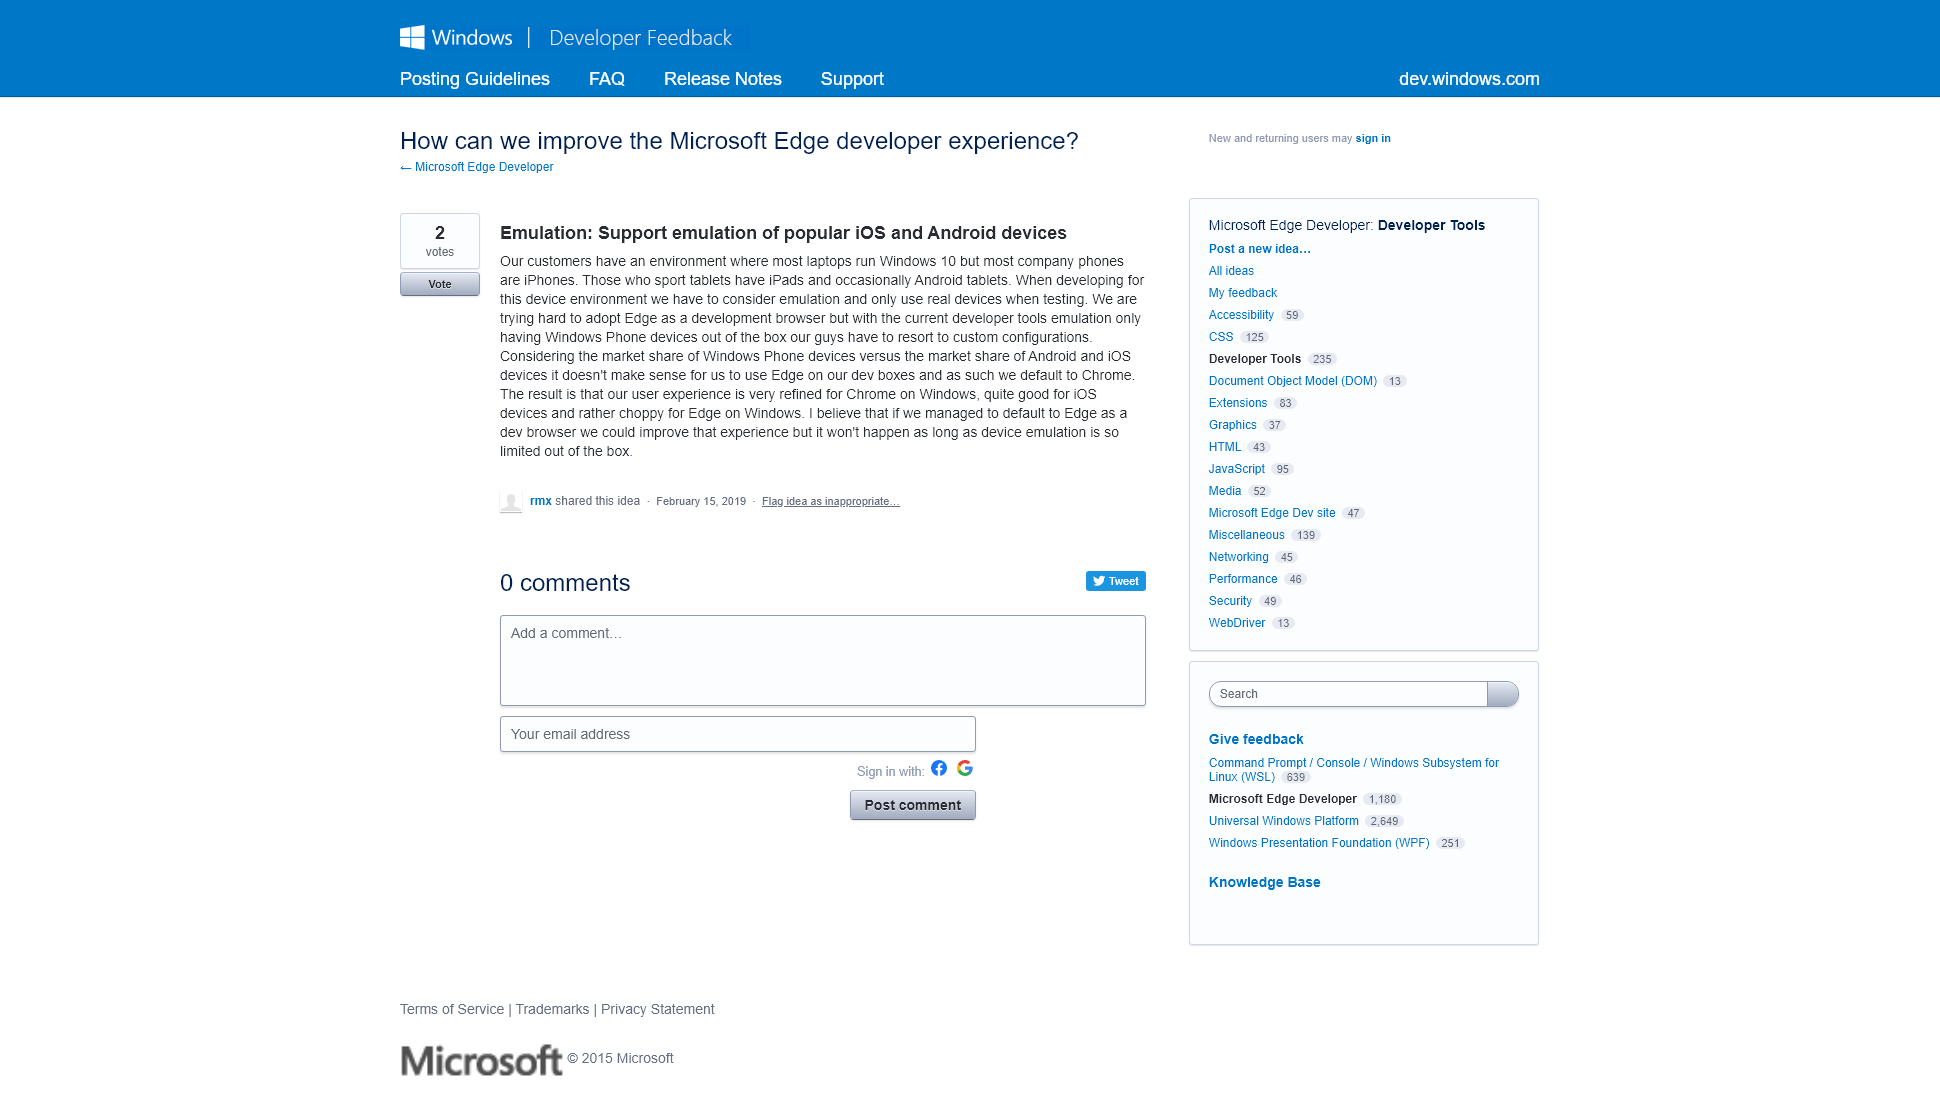 Windows | Developer Feedback
Posting Guidelines FAQ Release Notes Support dev.windows.com
How can we improve the Microsoft Edge developer experience?
← Microsoft Edge Developer
New and returning users may sign in
2
votes
Vote
Emulation: Support emulation of popular iOS and Android devices
Our customers have an environment where most laptops run Windows 10 but most company phones
are iPhones. Those who sport tablets have iPads and occasionally Android tablets. When developing for
this device environment we have to consider emulation and only use real devices when testing. We are
trying hard to adopt Edge as a development browser but with the current developer tools emulation only
having Windows Phone devices out of the box our guys have to resort to custom configurations.
Considering the market share of Windows Phone devices versus the market share of Android and iOS
devices it doesn't make sense for us to use Edge on our dev boxes and as such we default to Chrome.
The result is that our user experience is very refined for Chrome on Windows, quite good for iOS
devices and rather choppy for Edge on Windows. I believe that if we managed to default to Edge as a
dev browser we could improve that experience but it won't happen as long as device emulation is so
limited out of the box.
rmx shared this idea · February 15, 2019 · Flag idea as inappropriate…
0 comments
Tweet
Add a comment…
Your email address
Sign in with:
Post comment
Microsoft Edge Developer: Developer Tools
Post a new idea…
All ideas
My feedback
Accessibility 59
CSS 125
Developer Tools 235
Document Object Model (DOM) 13
Extensions 83
Graphics 37
HTML 43
JavaScript 95
Media 52
Microsoft Edge Dev site 47
Miscellaneous 139
Networking 45
Performance 46
Security 49
WebDriver 13
Search
Give feedback
Command Prompt / Console / Windows Subsystem for
Linux (WSL) 639
Microsoft Edge Developer 1,180
Universal Windows Platform 2,649
Windows Presentation Foundation (WPF) 251
Knowledge Base
Terms of Service | Trademarks | Privacy Statement
Microsoft © 2015 Microsoft